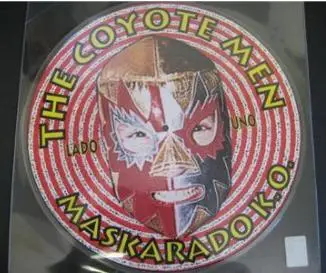 THE COYOTE MEN
LADO UNO
MASKARADO K.O.